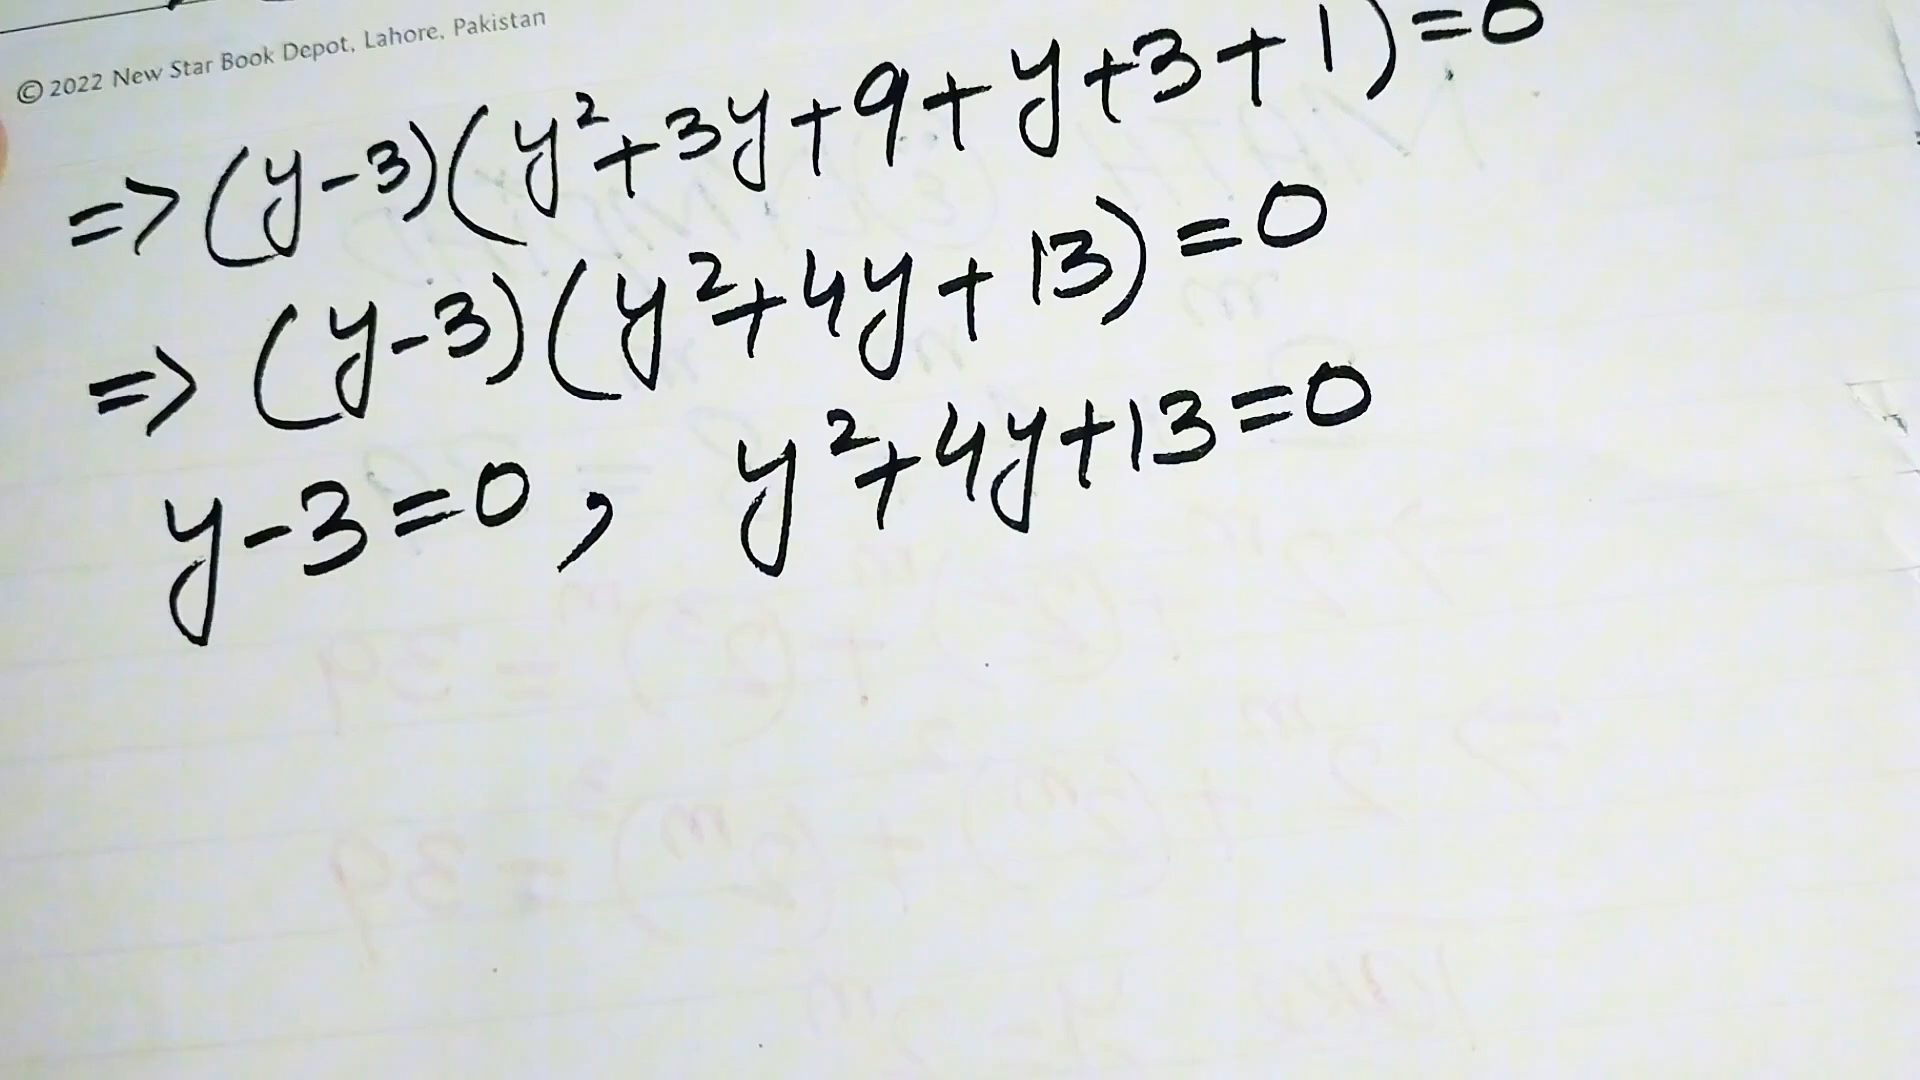 © 2022 New Star Book Depot, Lahore, Pakistan
=> (y-3)(y²+3y+9+y+3+1)=0
=> (y-3)(y²+4y+13)=0
y-3=0, y²+4y+13=0